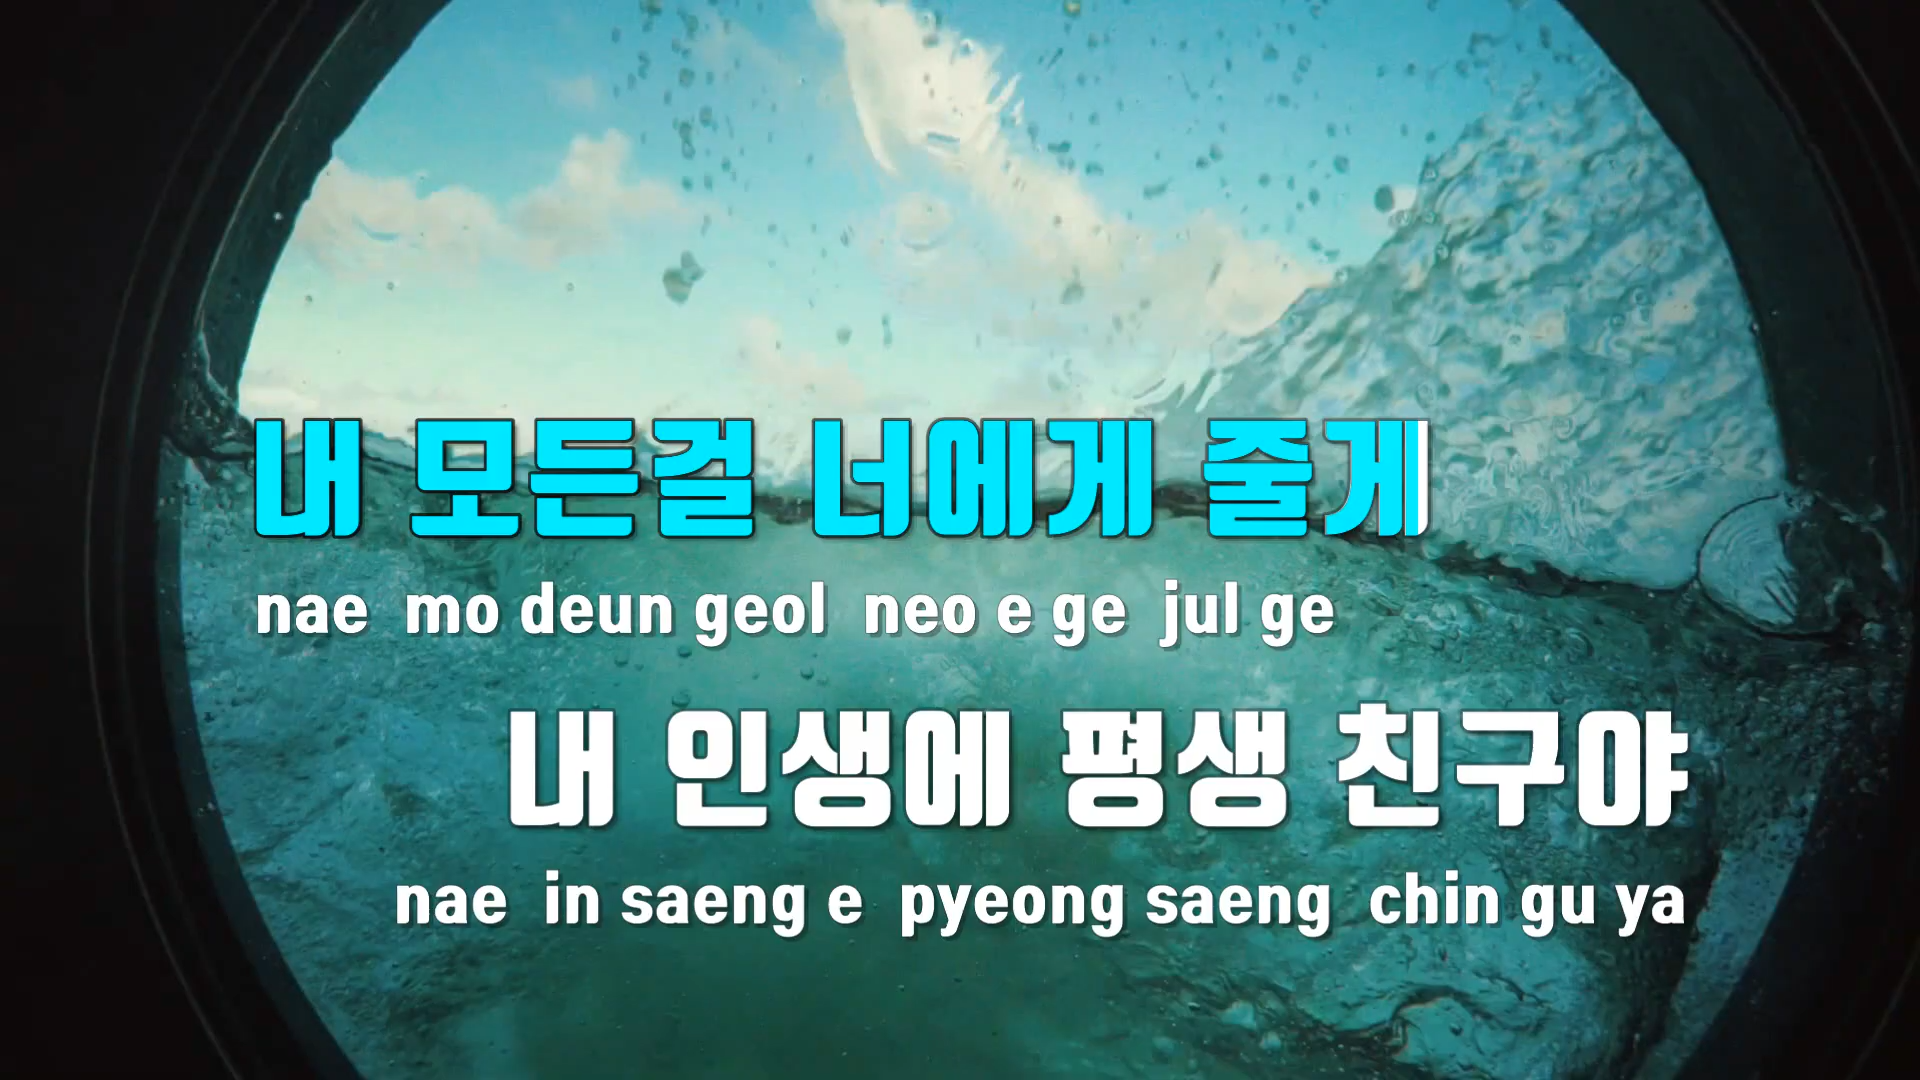 내 모든걸 너에게 줄게
nae mo deun geol neo e ge jul ge
내 인생에 평생 친구야
nae in saeng e pyeong saeng chin gu ya